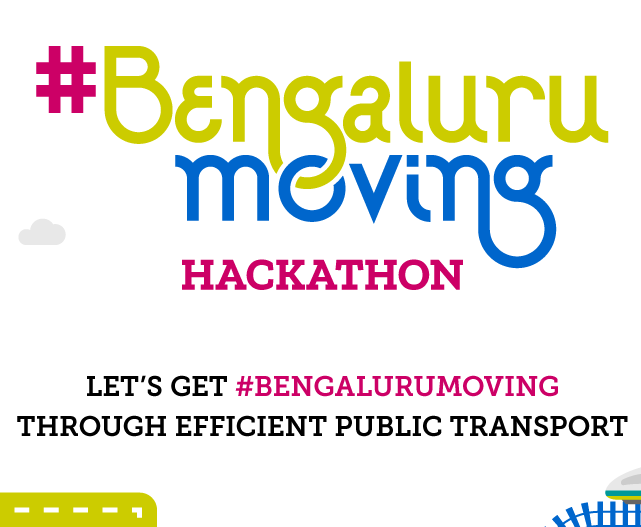 #Bengaluru
moving
HACKATHON
LET'S GET #BENGALURUMOVING
THROUGH EFFICIENT PUBLIC TRANSPORT